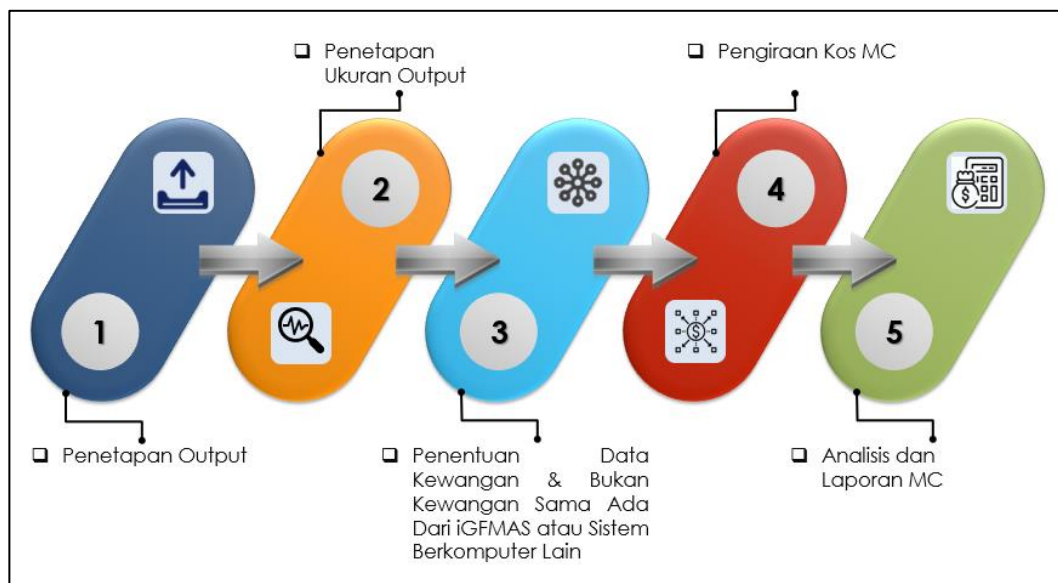 1
Penetapan Output
2
Penetapan
Ukuran Output
3
Penentuan Data
Kewangan & Bukan
Kewangan Sama Ada
Dari iGFMAS atau Sistem
Berkomputer Lain
4
Pengiraan Kos MC
5
Analisis dan
Laporan MC